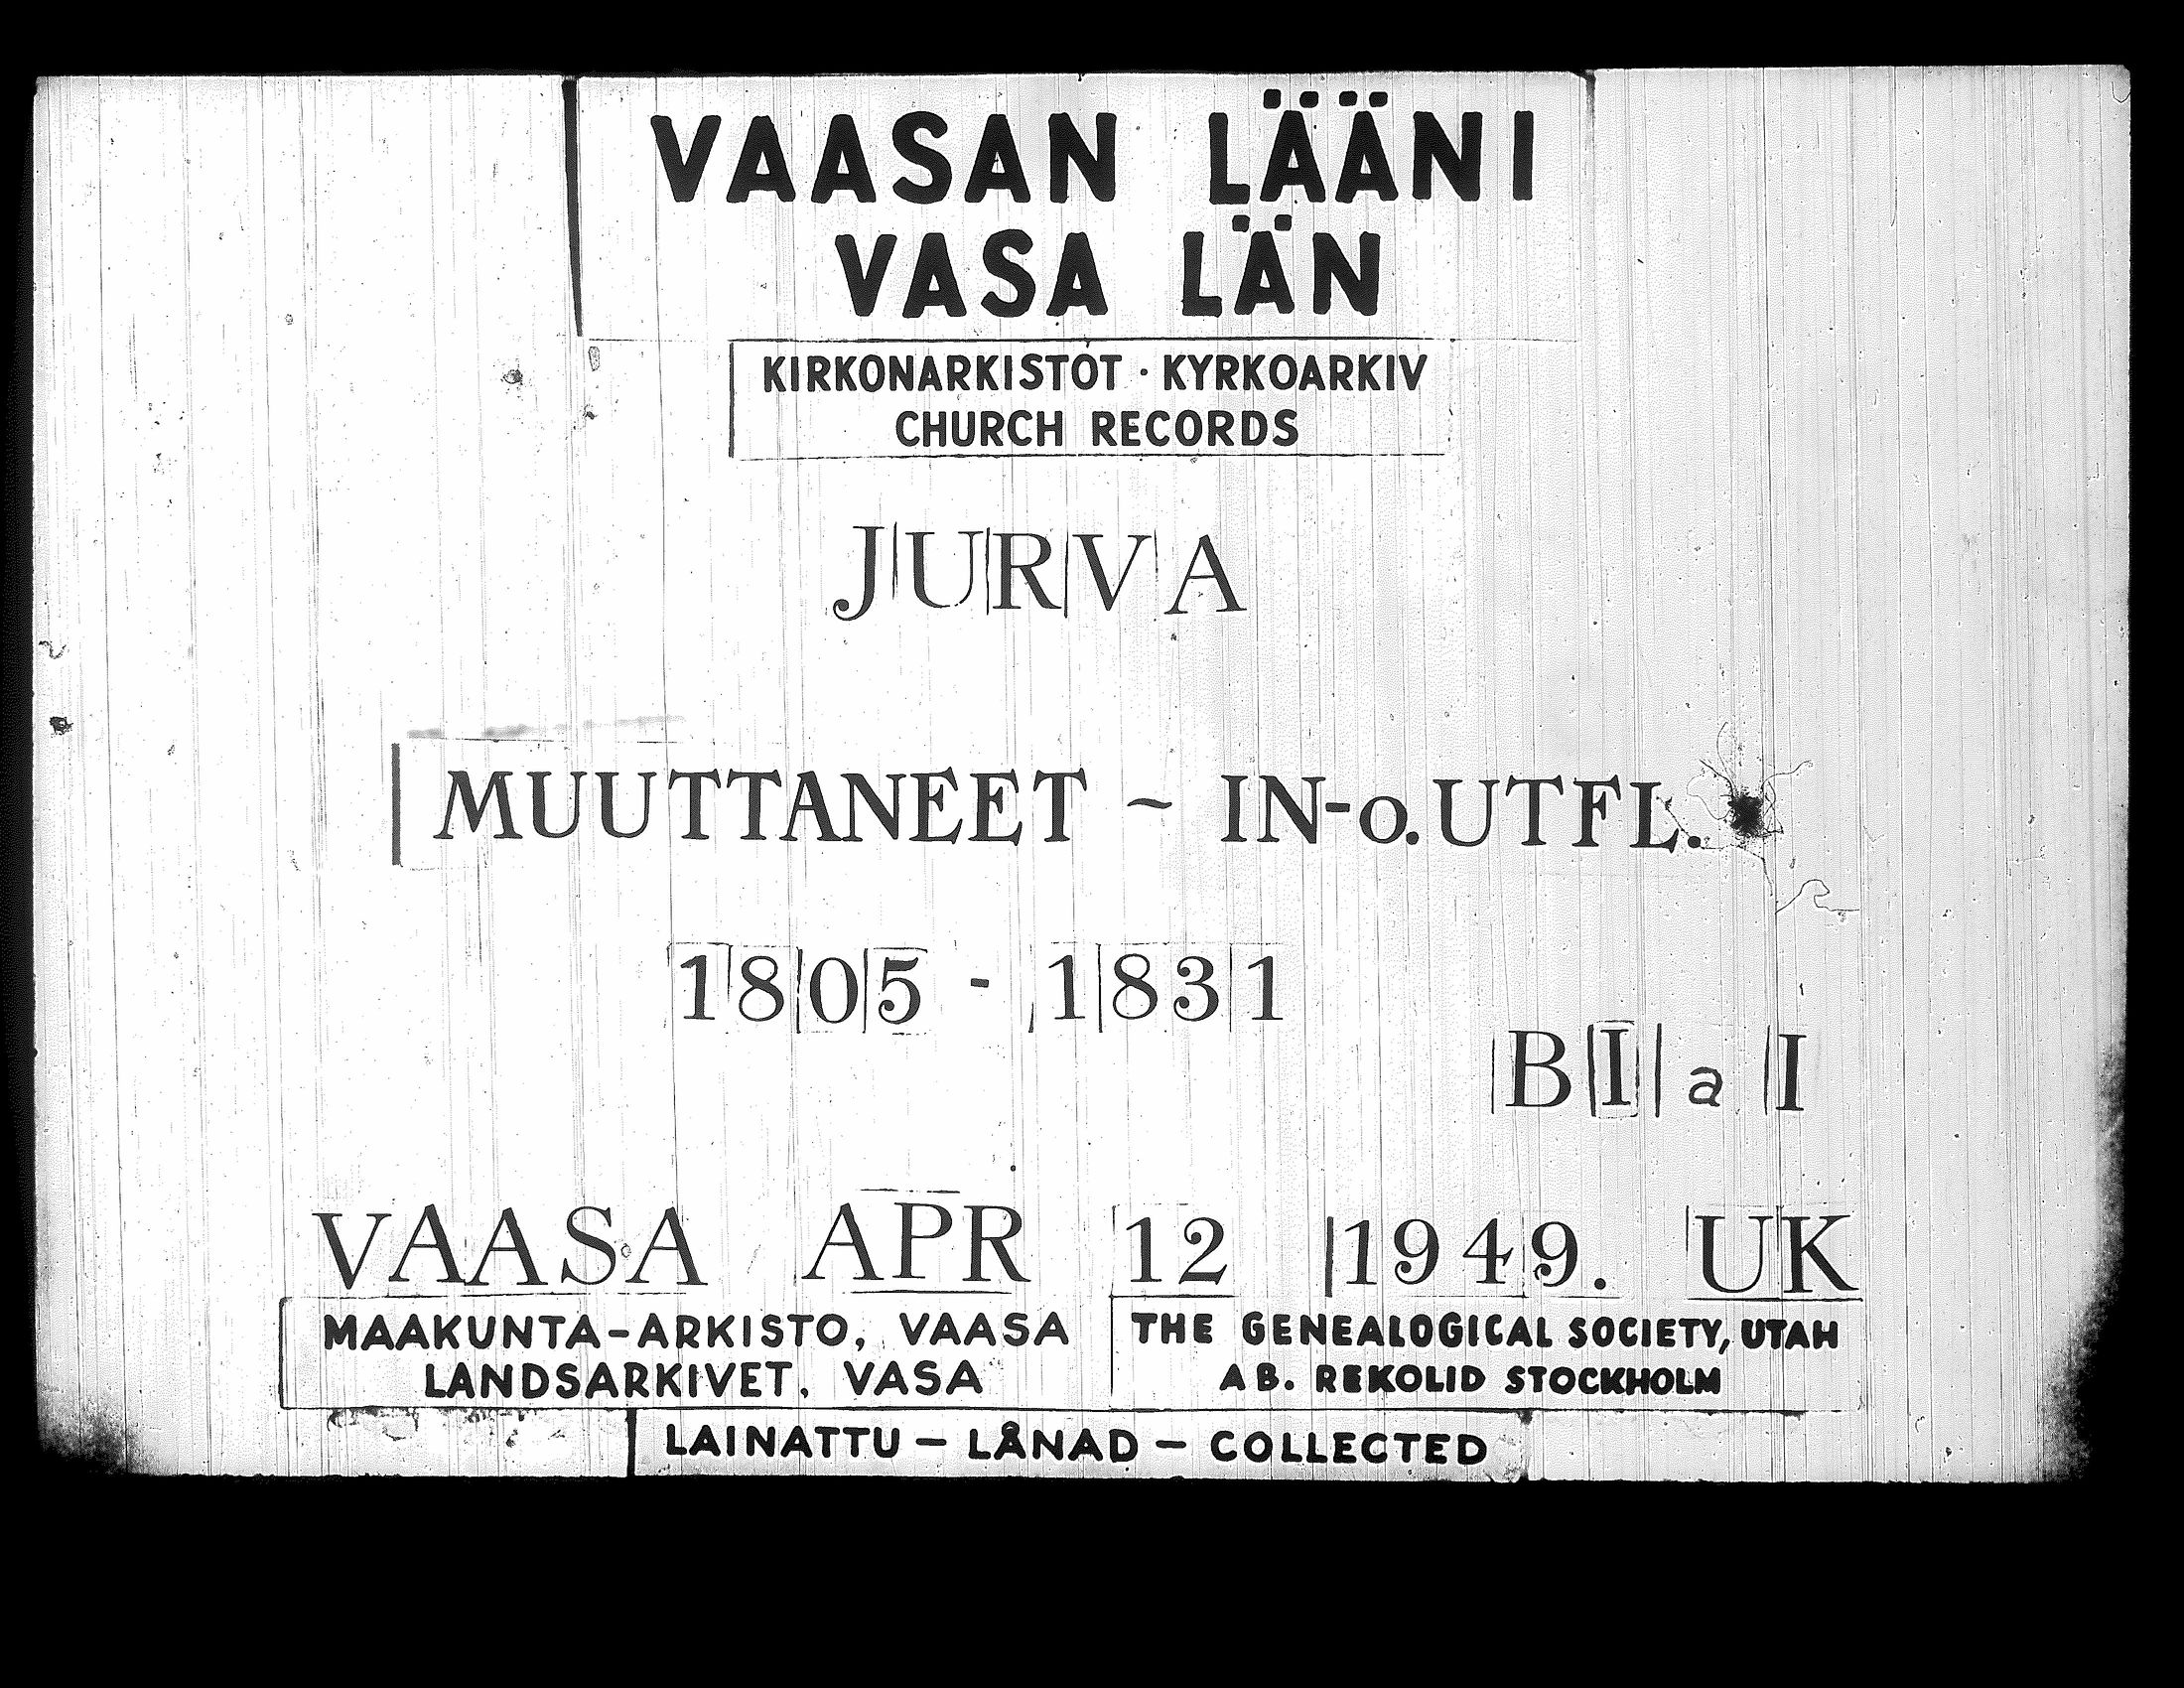 VAASAN LÄÄNI
VASA LÄN
KIRKONARKISTOT · KYRKOARKIV
CHURCH RECORDS
JURVA
MUUTTANEET ~ IN-o.UTFL.
1805 - 1831
BI a I
VAASA APR 12 1949. UK
MAAKUNTA-ARKISTO, VAASA
LANDSARKIVET, VASA
THE GENEALOGICAL SOCIETY, UTAH
AB. REKOLID STOCKHOLM
LAINATTU — LÅNAD — COLLECTED